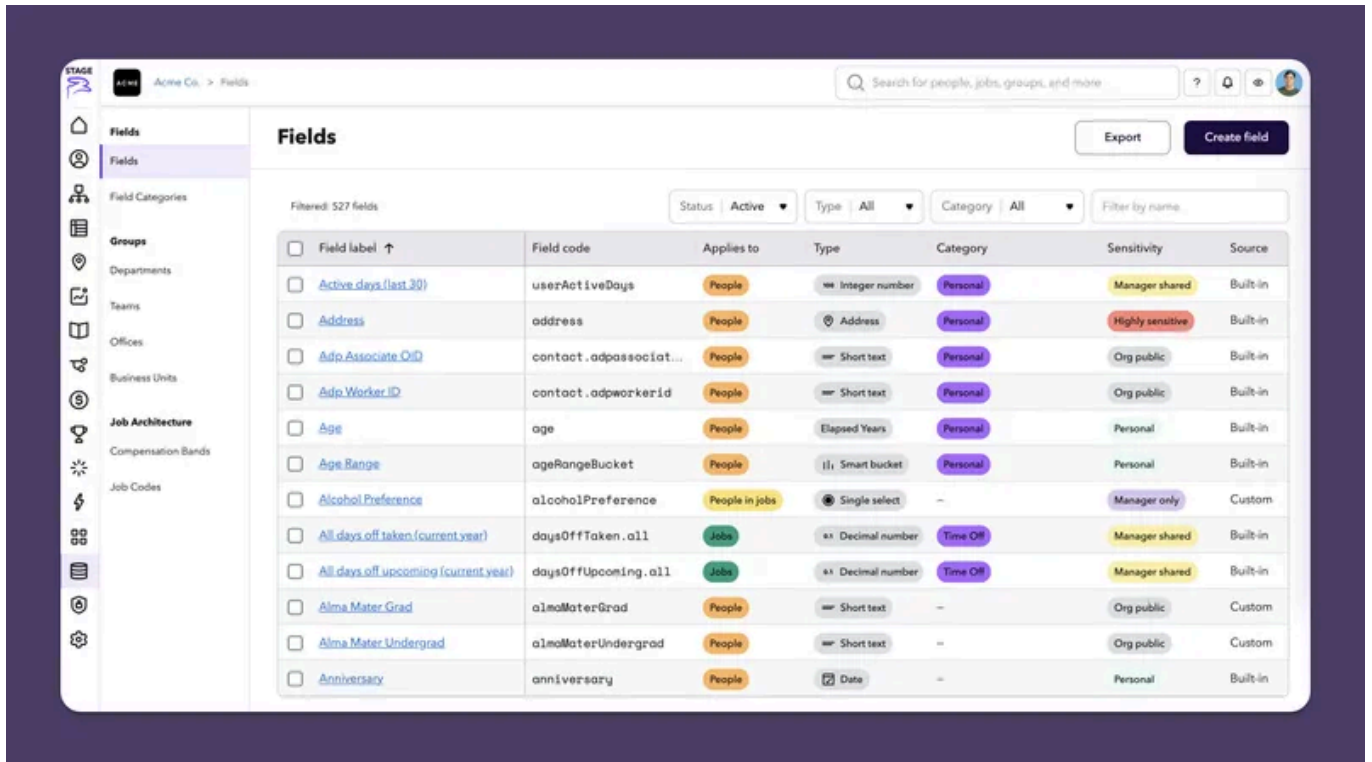 STAGE
ACME Acme Co. > Fields
Search for people, jobs, groups, and more
?
Fields
Fields
Field Categories
Groups
Departments
Teams
Offices
Business Units
Job Architecture
Compensation Bands
Job Codes
Fields
Export
Create field
Filtered: 527 fields
Status Active
Type All
Category All
Filter by name
Field label ↑ Field code Applies to Type Category Sensitivity Source
Active days (last 30) userActiveDays People Integer number Personal Manager shared Built-in
Address address People Address Personal Highly sensitive Built-in
Adp Associate OID contact.adpassociat... People Short text Personal Org public Built-in
Adp Worker ID contact.adpworkerid People Short text Personal Org public Built-in
Age age People Elapsed Years Personal Personal Built-in
Age Range ageRangeBucket People Smart bucket Personal Personal Built-in
Alcohol Preference alcoholPreference People in jobs Single select – Manager only Custom
All days off taken (current year) daysOffTaken.all Jobs Decimal number Time Off Manager shared Built-in
All days off upcoming (current year) daysOffUpcoming.all Jobs Decimal number Time Off Manager shared Built-in
Alma Mater Grad almaMaterGrad People Short text – Org public Custom
Alma Mater Undergrad almaMaterUndergrad People Short text – Org public Custom
Anniversary anniversary People Date – Personal Built-in